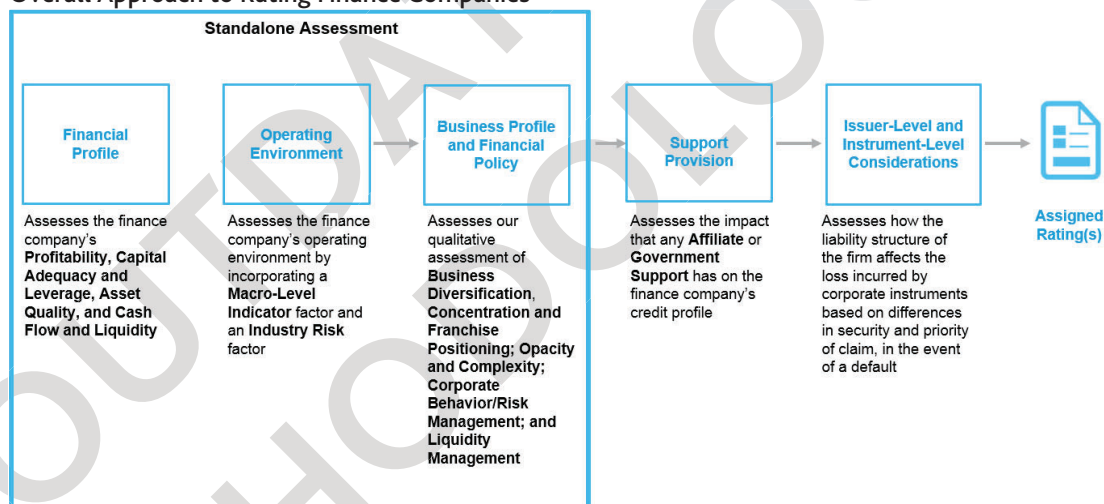 Overall Approach to Rating Finance Companies
Standalone Assessment
Financial
Profile
Assesses the finance
company's
Profitability, Capital
Adequacy and
Leverage, Asset
Quality, and Cash
Flow and Liquidity
Operating
Environment
Assesses the finance
company's operating
environment by
incorporating a
Macro-Level
Indicator factor and
an Industry Risk
factor
Business Profile
and Financial
Policy
Assesses our
qualitative
assessment of
Business
Diversification,
Concentration and
Franchise
Positioning; Opacity
and Complexity;
Corporate
Behavior/Risk
Management; and
Liquidity
Management
Support
Provision
Assesses the impact
that any Affiliate or
Government
Support has on the
finance company's
credit profile
Issuer-Level and
Instrument-Level
Considerations
Assesses how the
liability structure of
the firm affects the
loss incurred by
corporate instruments
based on differences
in security and priority
of claim, in the event
of a default
Assigned
Rating(s)